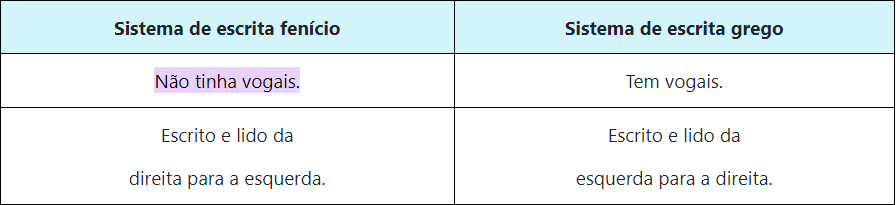 Sistema de escrita fenício
Sistema de escrita grego
Não tinha vogais.
Tem vogais.
Escrito e lido da
direita para a esquerda.
Escrito e lido da
esquerda para a direita.